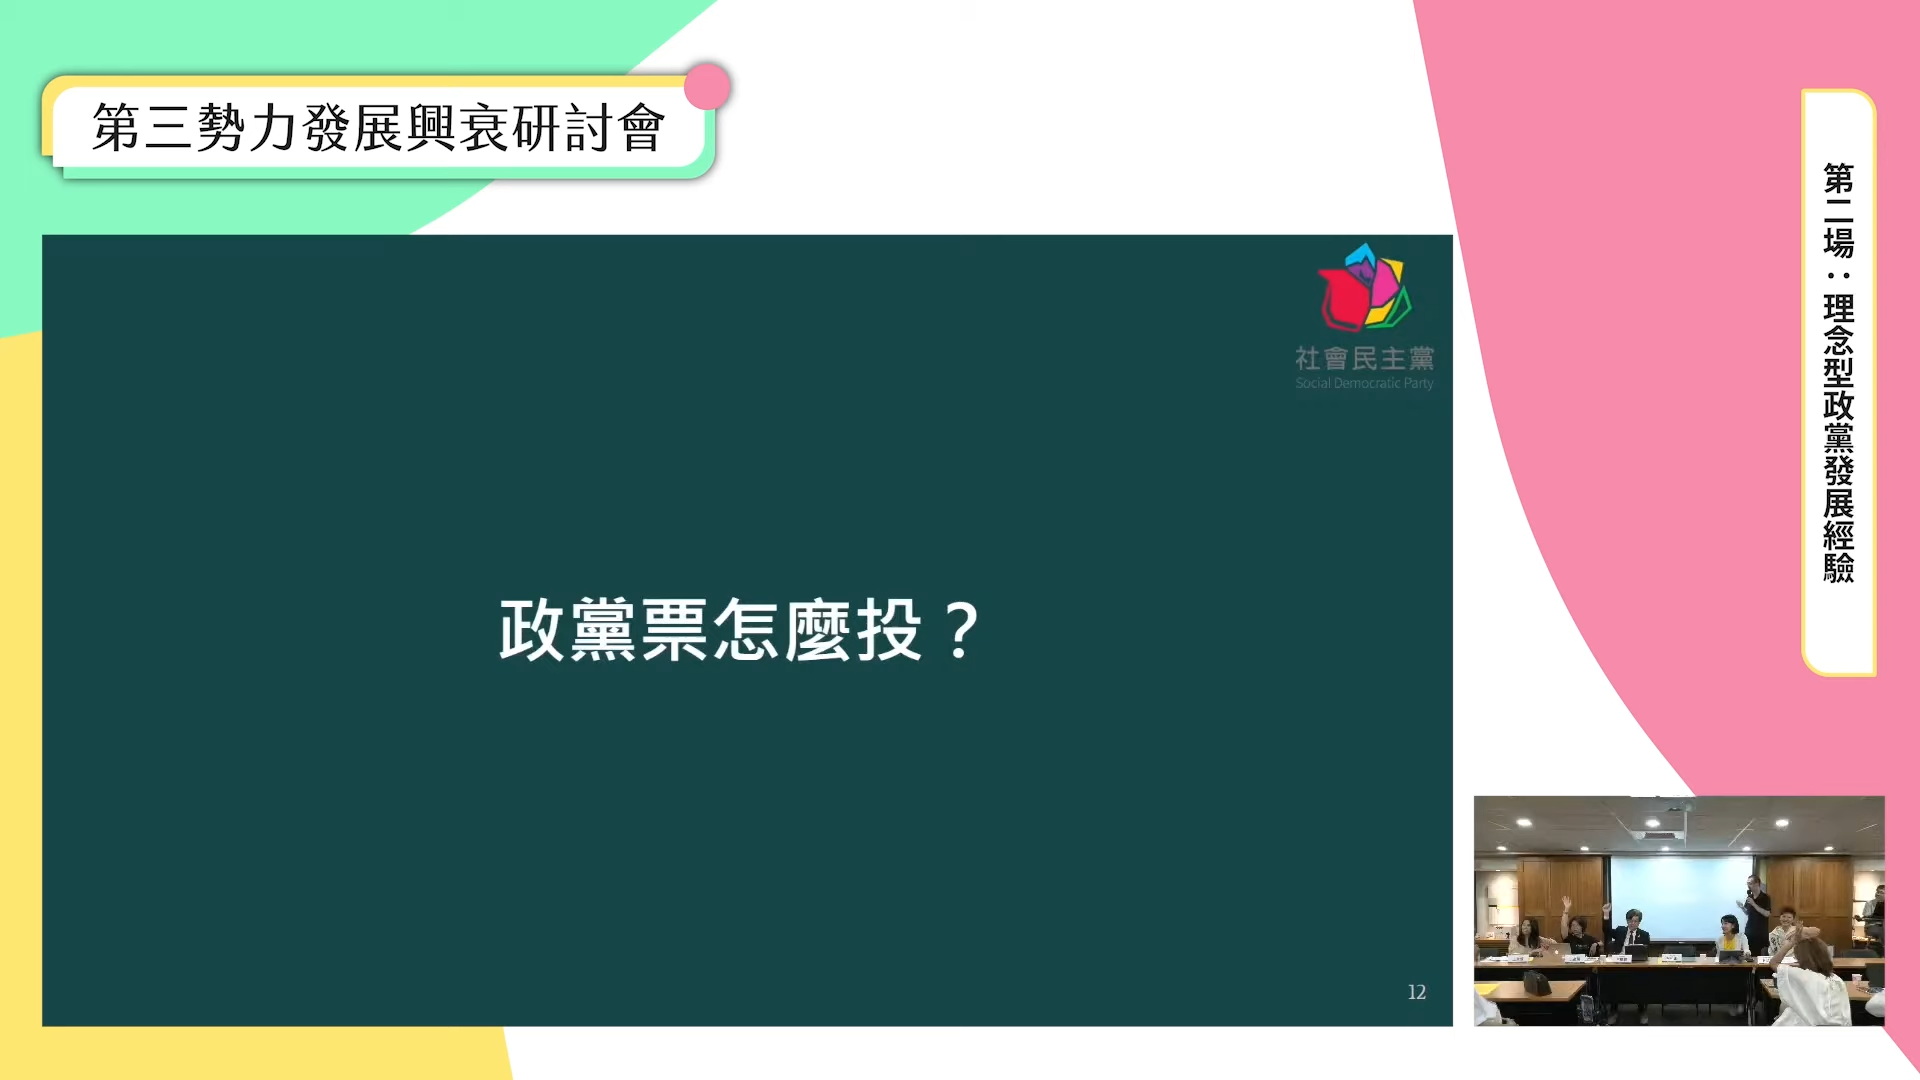 第三勢力發展興衰研討會
第二場：理念型政黨發展經驗
社會民主黨
Social Democratic Party
政黨票怎麼投？
12